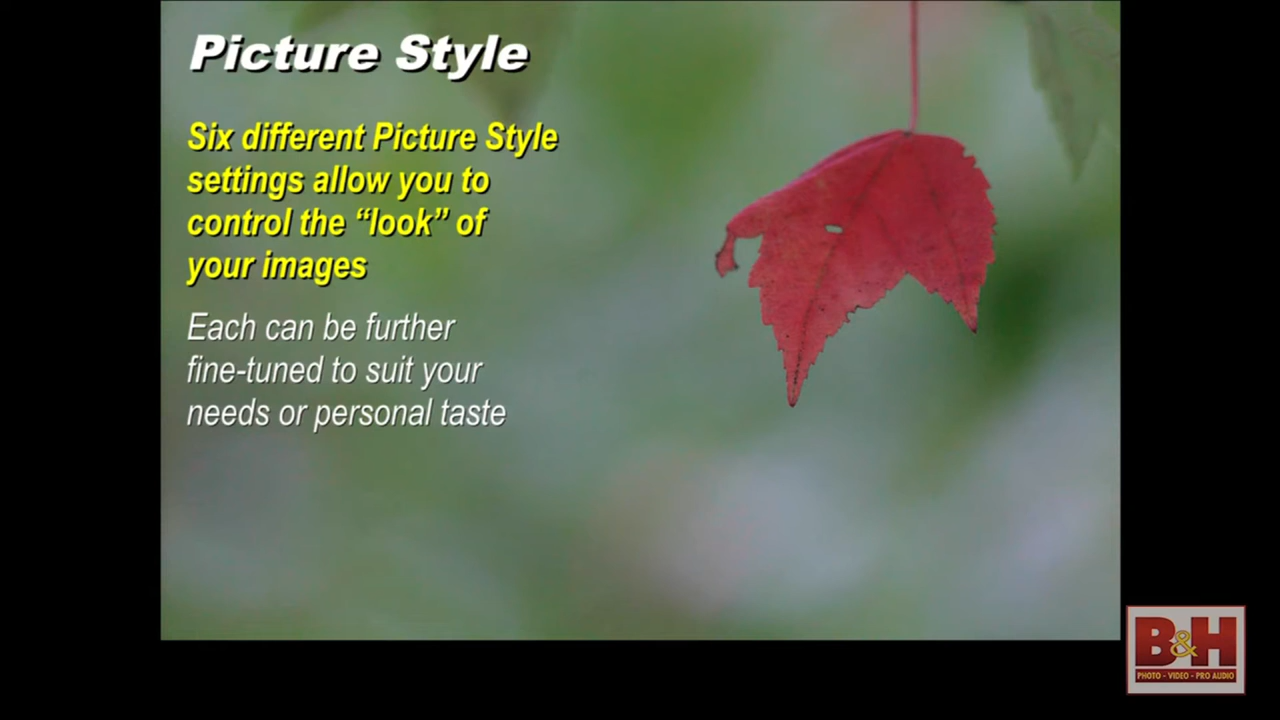 Picture Style
Six different Picture Style
settings allow you to
control the “look” of
your images
Each can be further
fine-tuned to suit your
needs or personal taste
B&H
PHOTO - VIDEO - PRO AUDIO